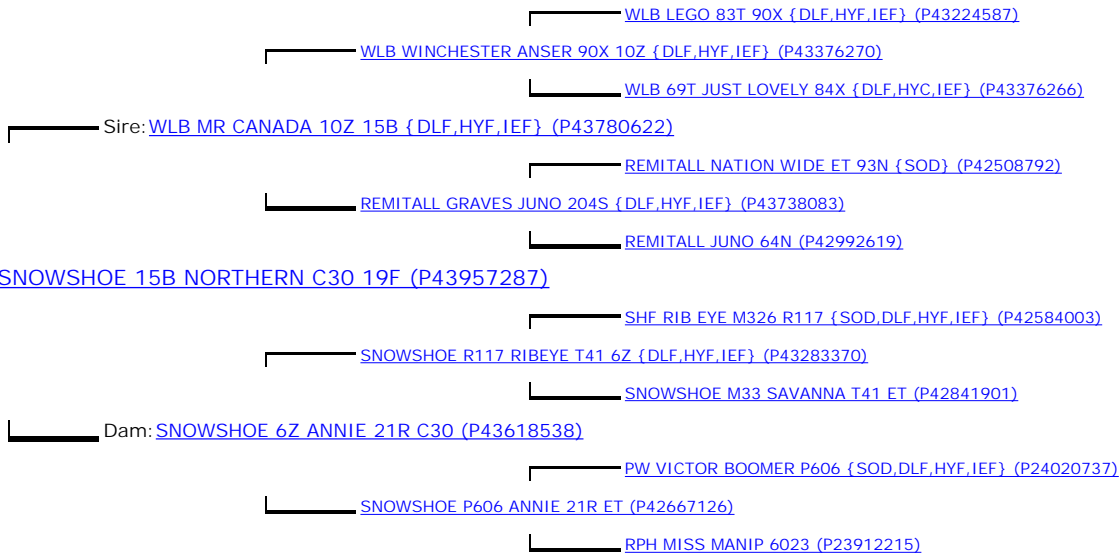 WLB LEGO 83T 90X {DLF,HYF,IEF} (P43224587)
WLB WINCHESTER ANSER 90X 10Z {DLF,HYF,IEF} (P43376270)
WLB 69T JUST LOVELY 84X {DLF,HYC,IEF} (P43376266)
Sire: WLB MR CANADA 10Z 15B {DLF,HYF,IEF} (P43780622)
REMITALL NATION WIDE ET 93N {SOD} (P42508792)
REMITALL GRAVES JUNO 204S {DLF,HYF,IEF} (P43738083)
REMITALL JUNO 64N (P42992619)
SNOWSHOE 15B NORTHERN C30 19F (P43957287)
SHF RIB EYE M326 R117 {SOD,DLF,HYF,IEF} (P42584003)
SNOWSHOE R117 RIBEYE T41 6Z {DLF,HYF,IEF} (P43283370)
SNOWSHOE M33 SAVANNA T41 ET (P42841901)
Dam: SNOWSHOE 6Z ANNIE 21R C30 (P43618538)
PW VICTOR BOOMER P606 {SOD,DLF,HYF,IEF} (P24020737)
SNOWSHOE P606 ANNIE 21R ET (P42667126)
RPH MISS MANIP 6023 (P23912215)